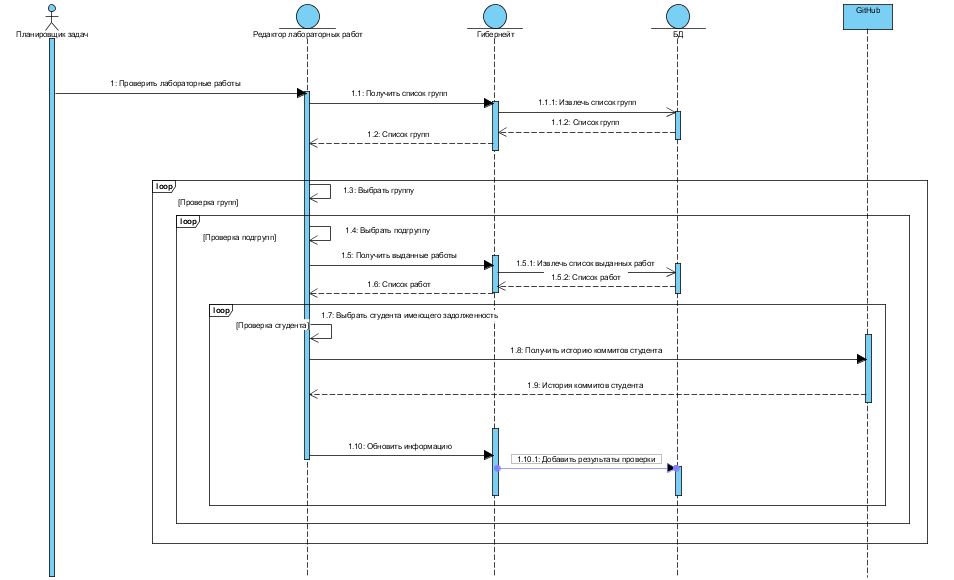 Планировщик задач
Редактор лабораторных работ
Гибернейт
БД
GitHub
1: Проверить лабораторные работы
1.1: Получить список групп
1.1.1: Извлечь список групп
1.1.2: Список групп
1.2: Список групп
loop
1.3: Выбрать группу
[Проверка групп]
loop
1.4: Выбрать подгруппу
[Проверка подгрупп]
1.5: Получить выданные работы
1.5.1: Извлечь список выданных работ
1.5.2: Список работ
1.6: Список работ
loop
1.7: Выбрать студента имеющего задолженность
[Проверка студента]
1.8: Получить историю коммитов студента
1.9: История коммитов студента
1.10: Обновить информацию
1.10.1: Добавить результаты проверки